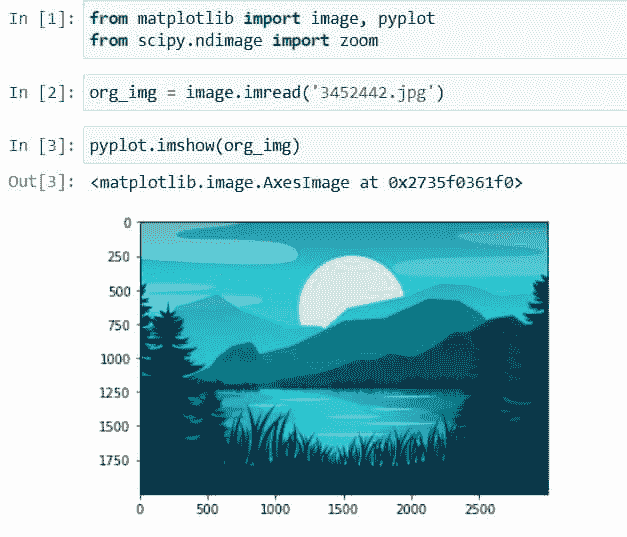 In [1]: from matplotlib import image, pyplot
from scipy.ndimage import zoom
In [2]: org_img = image.imread('3452442.jpg')
In [3]: pyplot.imshow(org_img)
Out[3]: <matplotlib.image.AxesImage at 0x2735f0361f0>
0
250
500
750
1000
1250
1500
1750
0 500 1000 1500 2000 2500